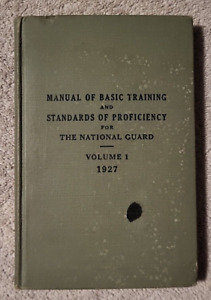 MANUAL OF BASIC TRAINING
AND
STANDARDS OF PROFICIENCY
FOR
THE NATIONAL GUARD
VOLUME 1
1927